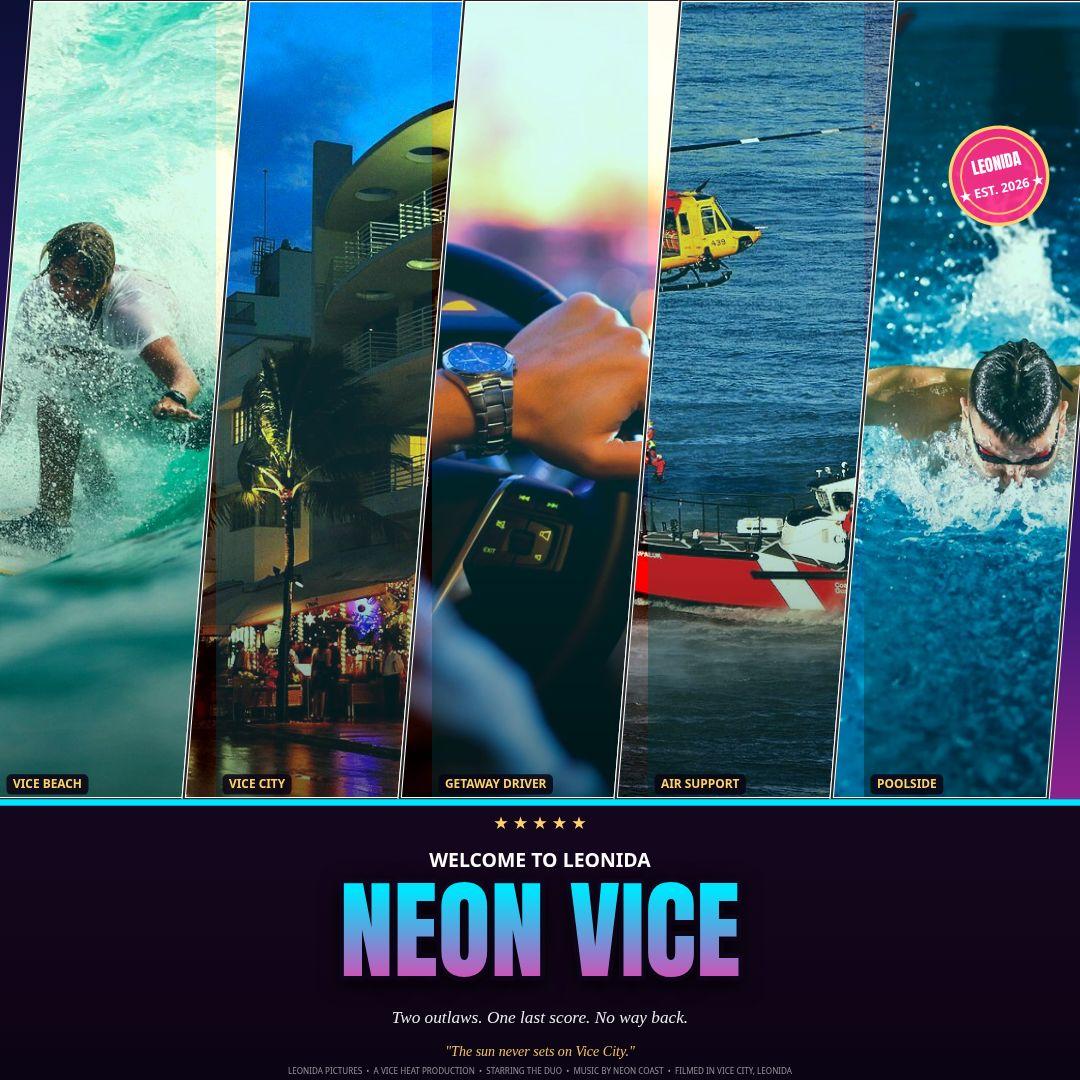 LEONIDA
★ EST. 2026 ★
439
EXIT
VICE BEACH
VICE CITY
GETAWAY DRIVER
AIR SUPPORT
POOLSIDE
★ ★ ★ ★ ★
WELCOME TO LEONIDA
NEON VICE
Two outlaws. One last score. No way back.
"The sun never sets on Vice City."
LEONIDA PICTURES • A VICE HEAT PRODUCTION • STARRING THE DUO • MUSIC BY NEON COAST • FILMED IN VICE CITY, LEONIDA